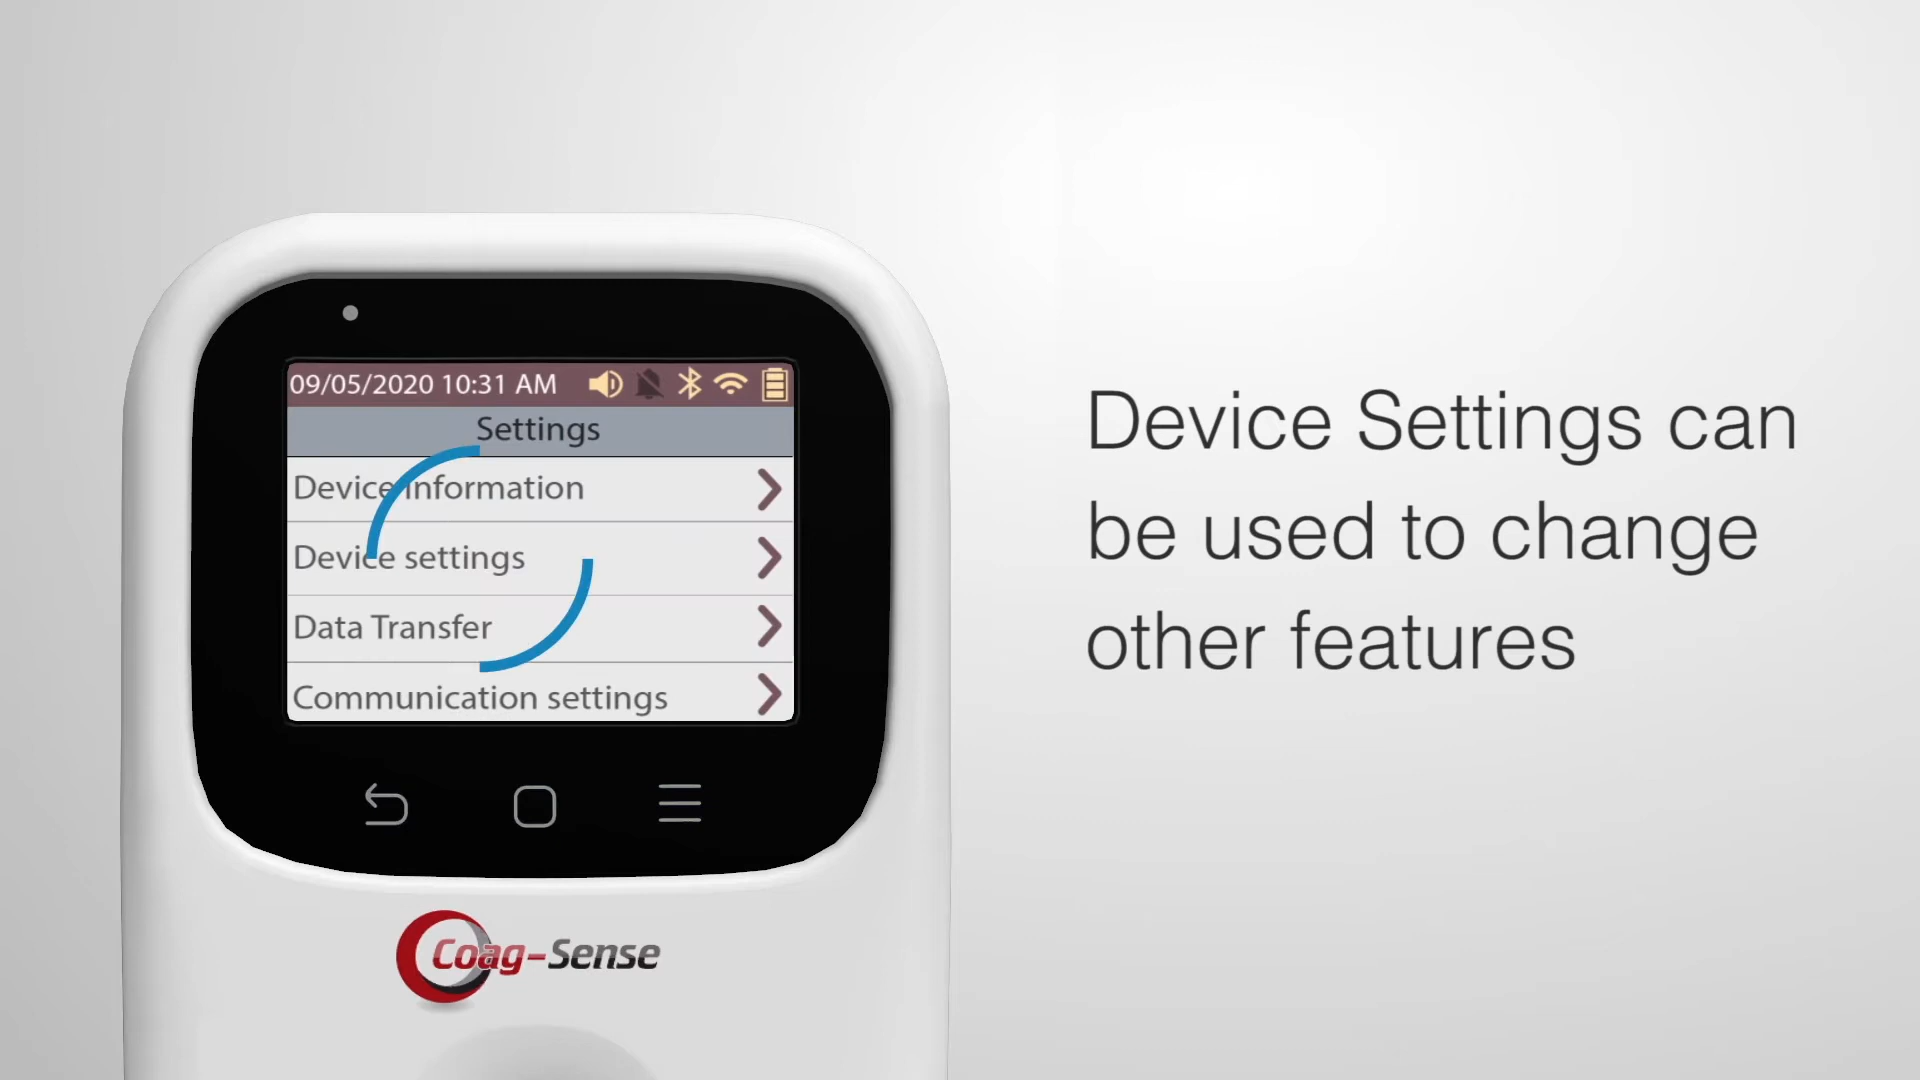 09/05/2020 10:31 AM
Settings
Device information
Device settings
Data Transfer
Communication settings
Coag-Sense
Device Settings can
be used to change
other features